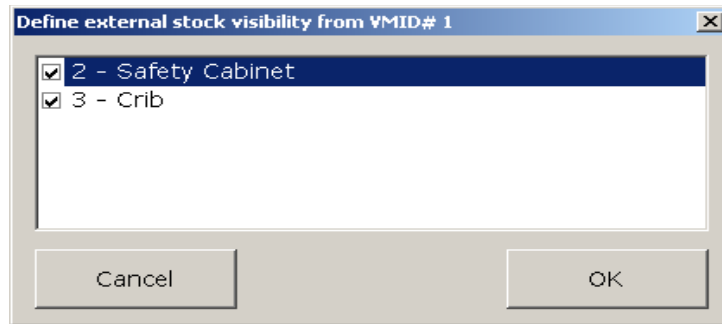 Define external stock visibility from VMID# 1
2 - Safety Cabinet
3 - Crib
Cancel
OK